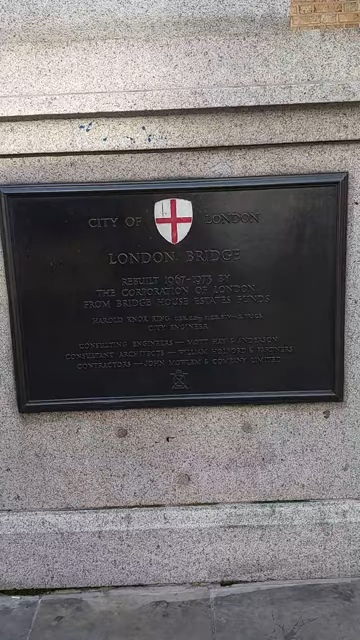 CITY OF LONDON
LONDON BRIDGE
REBUILT 1967-1973 BY
THE CORPORATION OF LONDON
FROM BRIDGE HOUSE ESTATES FUNDS
HAROLD KNOX KING
CITY ENGINEER
CONSULTING ENGINEERS — MOTT HAY & ANDERSON
CONSULTANT ARCHITECTS — WILLIAM HOLFORD & PARTNERS
CONTRACTORS — JOHN MOWLEM & COMPANY LIMITED